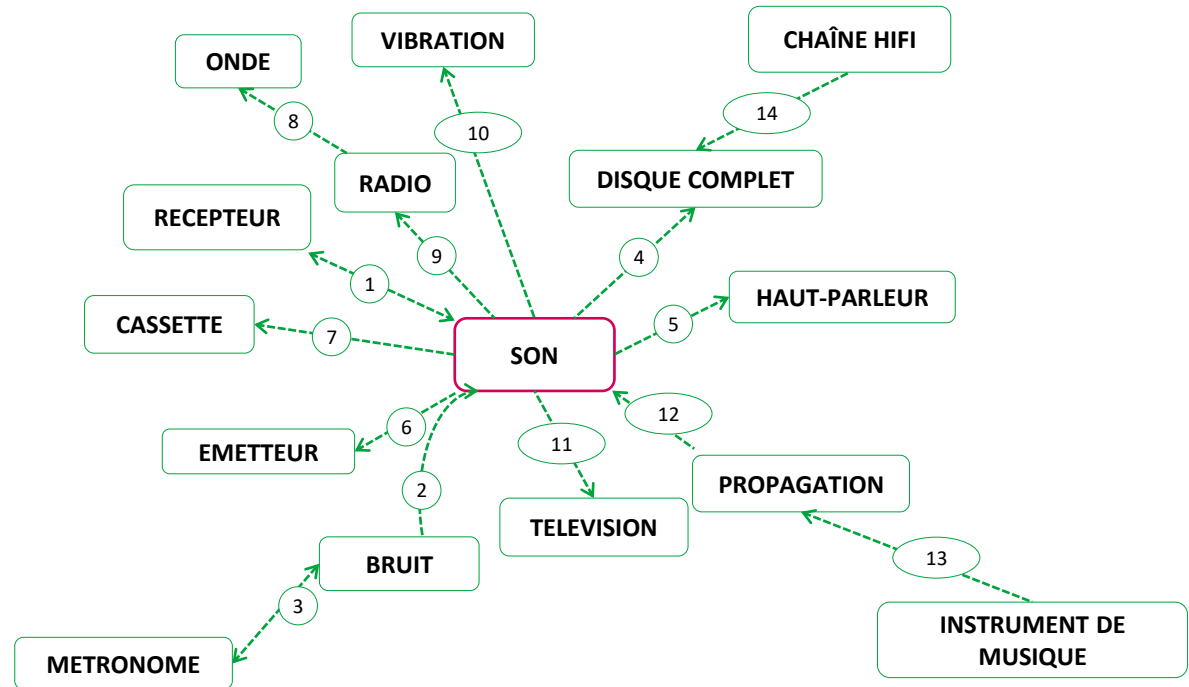 VIBRATION
CHAÎNE HIFI
ONDE
14
8
10
RADIO
DISQUE COMPLET
RECEPTEUR
9
4
1
HAUT-PARLEUR
CASSETTE
7
5
SON
12
6
11
EMETTEUR
2
PROPAGATION
TELEVISION
BRUIT
13
3
INSTRUMENT DE
MUSIQUE
METRONOME